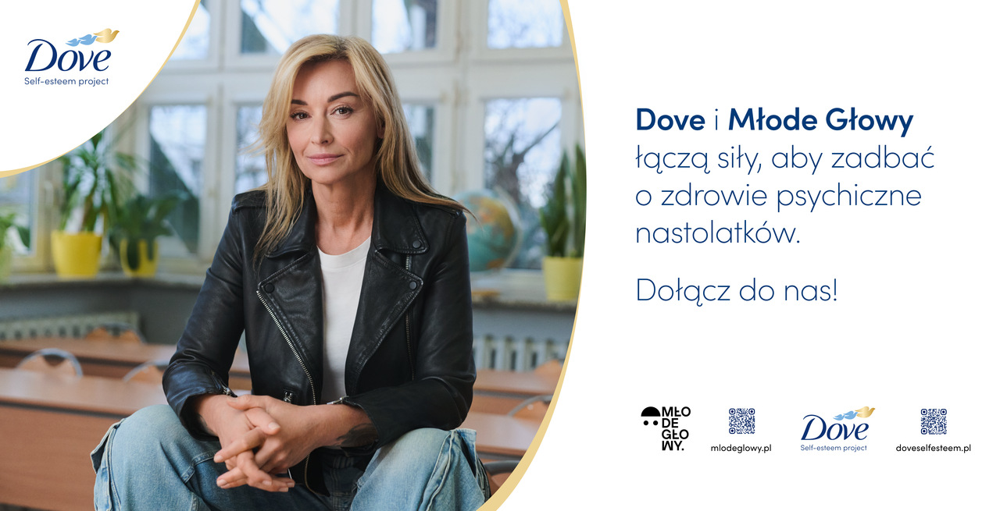 Dove
Self-esteem project
Dove i Młode Głowy
łączą siły, aby zadbać
o zdrowie psychiczne
nastolatków.
Dołącz do nas!
MŁO
DE
GŁO
WY.
mlodeglowy.pl
Dove
Self-esteem project
doveselfesteem.pl